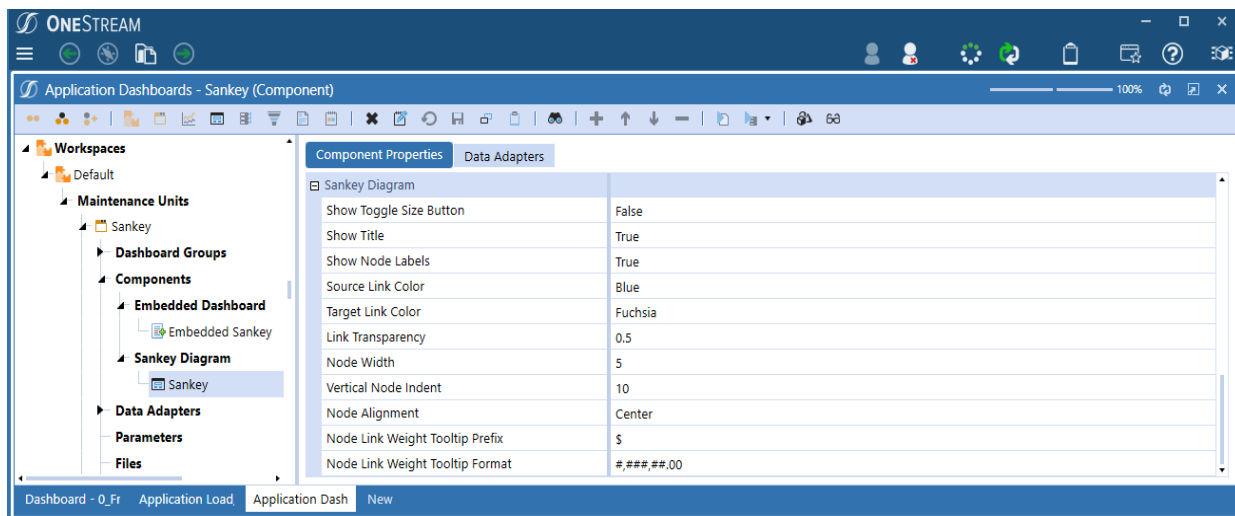 ONESTREAM
Application Dashboards - Sankey (Component)
100%
Workspaces
Default
Maintenance Units
Sankey
Dashboard Groups
Components
Embedded Dashboard
Embedded Sankey
Sankey Diagram
Sankey
Data Adapters
Parameters
Files
Component Properties Data Adapters
Sankey Diagram
Show Toggle Size Button False
Show Title True
Show Node Labels True
Source Link Color Blue
Target Link Color Fuchsia
Link Transparency 0.5
Node Width 5
Vertical Node Indent 10
Node Alignment Center
Node Link Weight Tooltip Prefix $
Node Link Weight Tooltip Format #,###,##.00
Dashboard - 0_Fr Application Load, Application Dash New